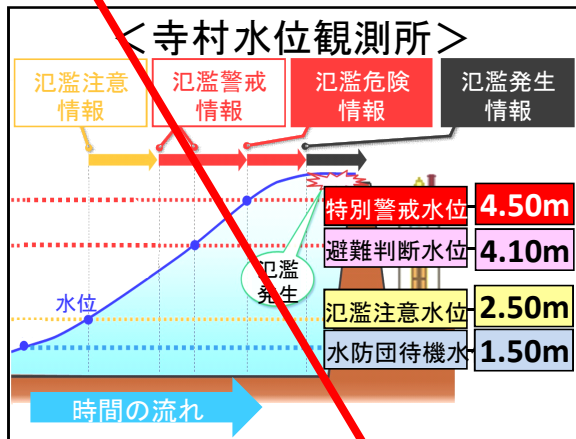 ＜寺村水位観測所＞
氾濫注意
情報
氾濫警戒
情報
氾濫危険
情報
氾濫発生
情報
特別警戒水位
4.50m
避難判断水位
4.10m
氾濫
発生
水位
氾濫注意水位
2.50m
水防団待機水
1.50m
時間の流れ